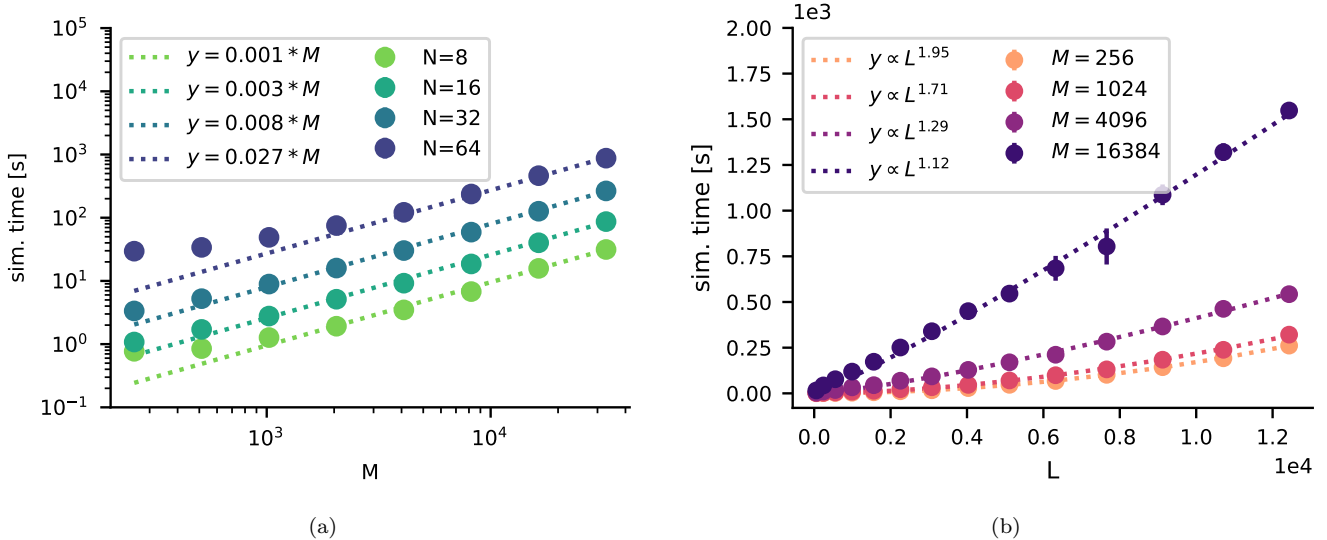 10^5
10^4
10^3
10^2
10^1
10^0
10^{-1}
sim. time [s]
y = 0.001 * M
y = 0.003 * M
y = 0.008 * M
y = 0.027 * M
N=8
N=16
N=32
N=64
10^3
10^4
M
(a)
1e3
2.00
1.75
1.50
1.25
1.00
0.75
0.50
0.25
0.00
sim. time [s]
y ∝ L^{1.95}
y ∝ L^{1.71}
y ∝ L^{1.29}
y ∝ L^{1.12}
M = 256
M = 1024
M = 4096
M = 16384
0.0
0.2
0.4
0.6
0.8
1.0
1.2
1e4
L
(b)